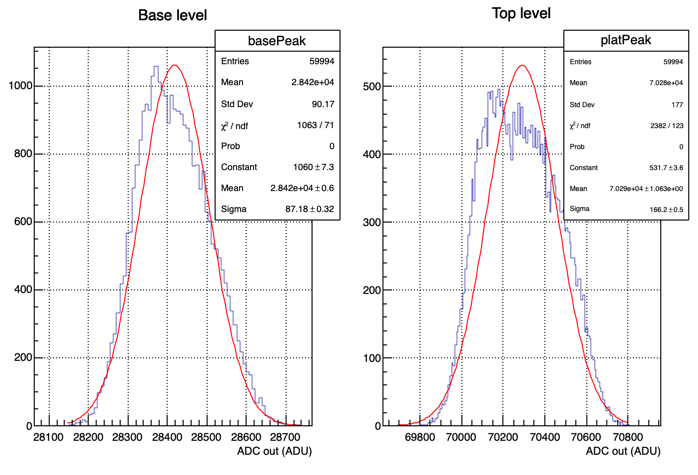 Base level
basePeak
Entries 59994
Mean 2.842e+04
Std Dev 90.17
χ² / ndf 1063 / 71
Prob 0
Constant 1060 ± 7.3
Mean 2.842e+04 ± 0.6
Sigma 87.18 ± 0.32
1000
800
600
400
200
0
28100 28200 28300 28400 28500 28600 28700
ADC out (ADU)
Top level
platPeak
Entries 59994
Mean 7.028e+04
Std Dev 177
χ² / ndf 2382 / 123
Prob 0
Constant 531.7 ± 3.6
Mean 7.029e+04 ± 1.063e+00
Sigma 166.2 ± 0.5
500
400
300
200
100
0
69800 70000 70200 70400 70600 70800
ADC out (ADU)